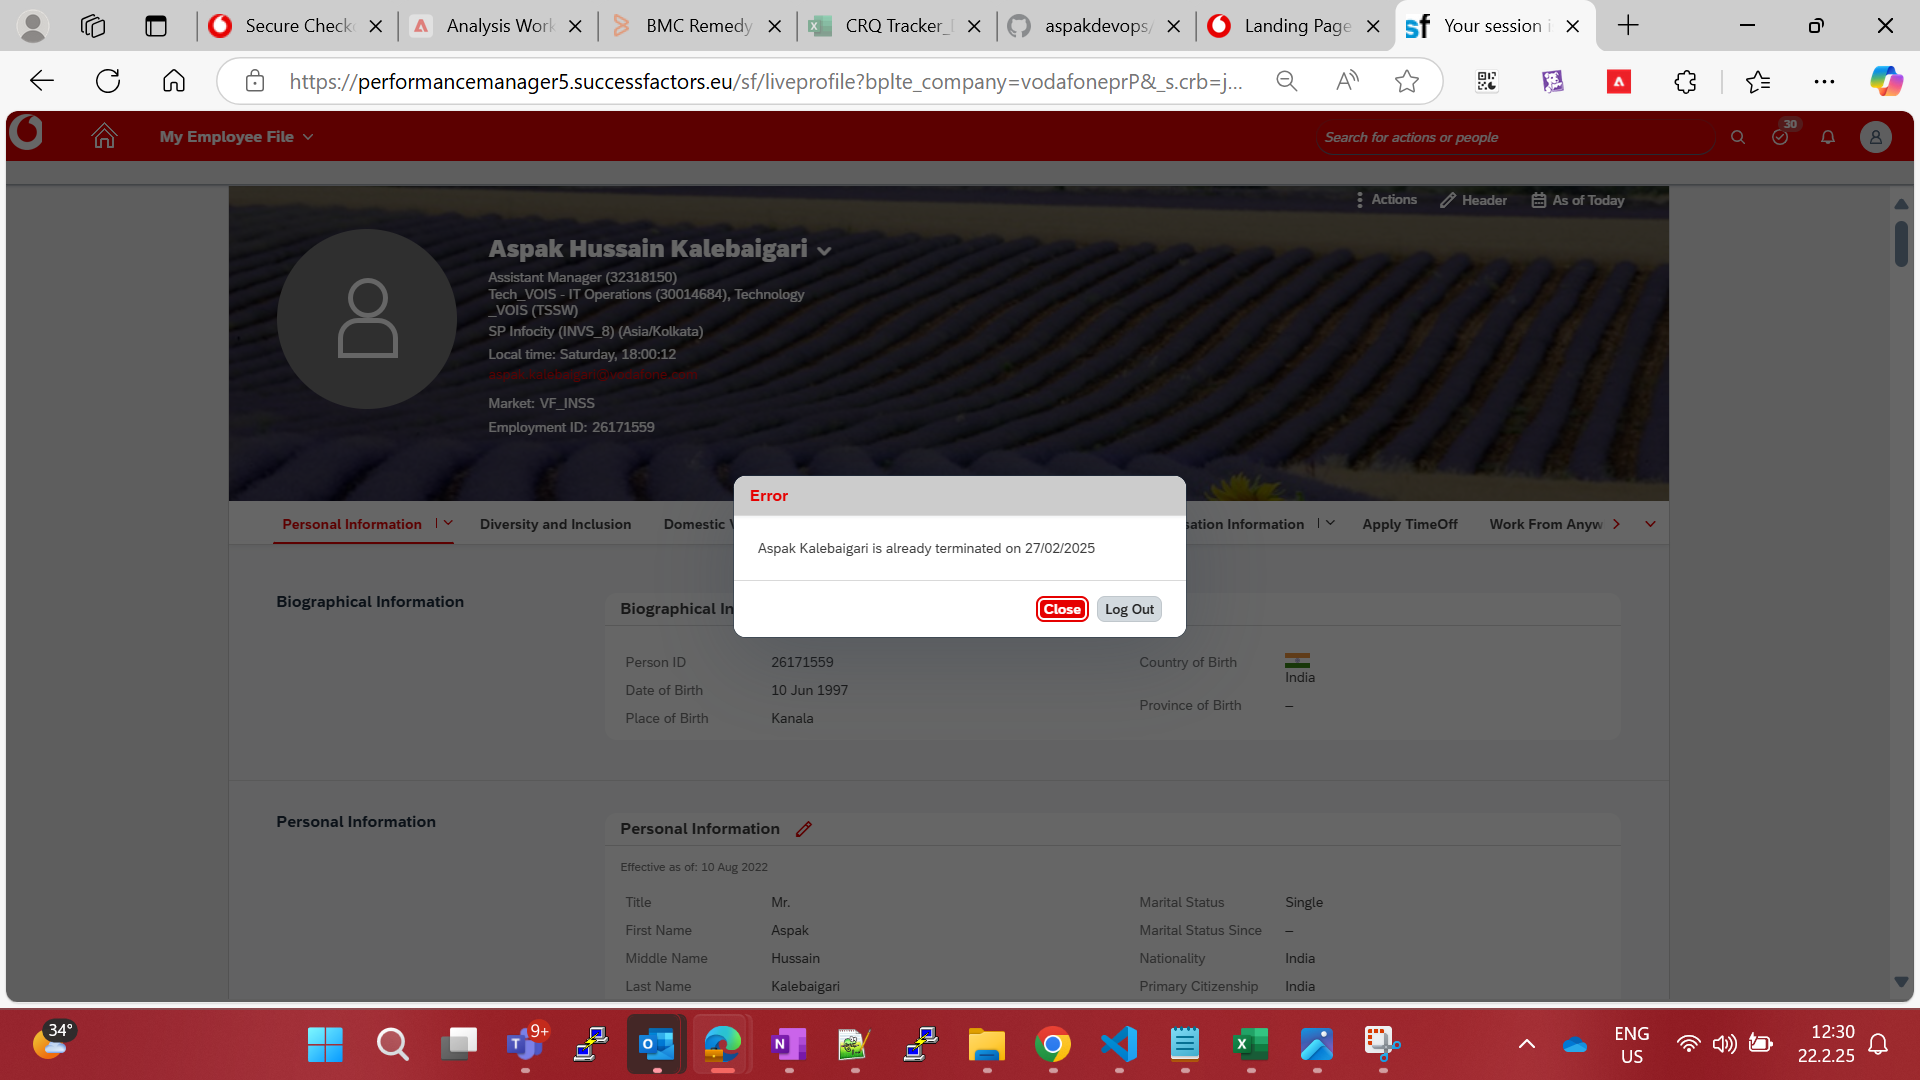 Secure Check
Analysis Work
BMC Remedy
CRQ Tracker_
aspakdevops/
Landing Page
sf
Your session i
https://performancemanager5.successfactors.eu/sf/liveprofile?bplte_company=vodafoneprP&_s.crb=j...
My Employee File
Search for actions or people
30
Actions
Header
As of Today
Aspak Hussain Kalebaigari
Assistant Manager (32318150)
Tech_VOIS - IT Operations (30014684), Technology
_VOIS (TSSW)
SP Infocity (INVS_8) (Asia/Kolkata)
Local time: Saturday, 18:00:12
Market: VF_INSS
Employment ID: 26171559
Personal Information
Diversity and Inclusion
Domestic
sation Information
Apply TimeOff
Work From Anyw
Error
Aspak Kalebaigari is already terminated on 27/02/2025
Close
Log Out
Biographical Information
Biographical In
Person ID
26171559
Country of Birth
India
Date of Birth
10 Jun 1997
Province of Birth
–
Place of Birth
Kanala
Personal Information
Personal Information
Effective as of: 10 Aug 2022
Title
Mr.
Marital Status
Single
First Name
Aspak
Marital Status Since
–
Middle Name
Hussain
Nationality
India
Last Name
Kalebaigari
Primary Citizenship
India
34°
9+
ENG
US
12:30
22.2.25